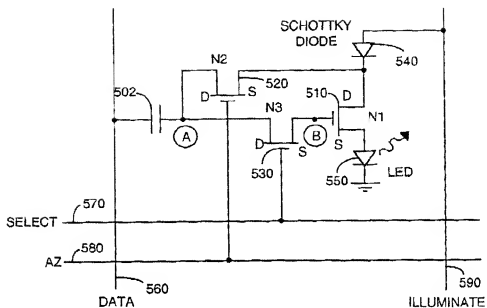 SCHOTTKY
DIODE
540
N2
520
502
D
S
N3
510
D
N1
A
B
D
S
S
530
550
LED
570
SELECT
580
AZ
560
590
DATA
ILLUMINATE